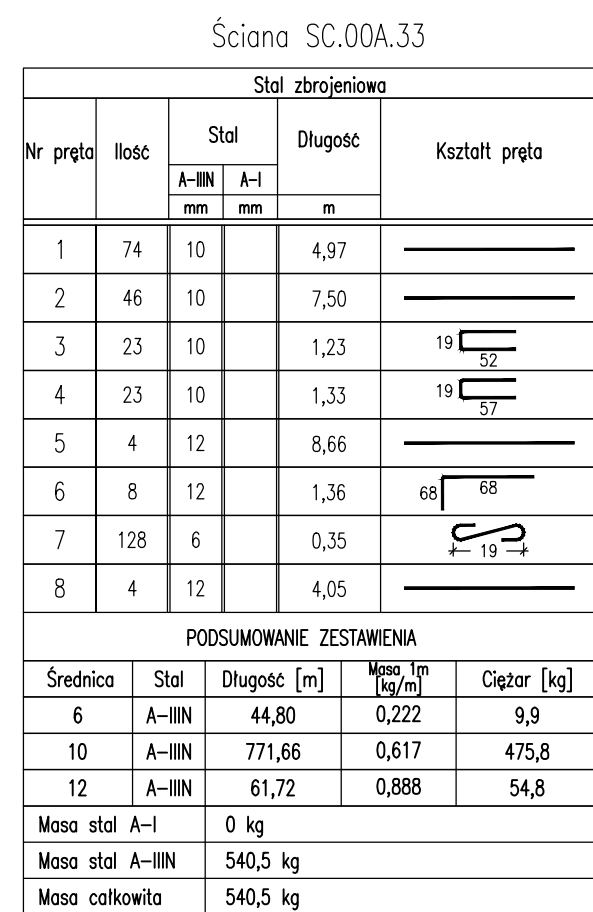 Ściana SC.00A.33
Stal zbrojeniowa
Nr pręta Ilość Stal Długość Kształt pręta
A-IIIN A-I
mm mm m
1 74 10 4,97
2 46 10 7,50
3 23 10 1,23 19 52
4 23 10 1,33 19 57
5 4 12 8,66
6 8 12 1,36 68 68
7 128 6 0,35 19
8 4 12 4,05
PODSUMOWANIE ZESTAWIENIA
Średnica Stal Długość [m] Masa 1m [kg/m] Ciężar [kg]
6 A-IIIN 44,80 0,222 9,9
10 A-IIIN 771,66 0,617 475,8
12 A-IIIN 61,72 0,888 54,8
Masa stal A-I 0 kg
Masa stal A-IIIN 540,5 kg
Masa całkowita 540,5 kg